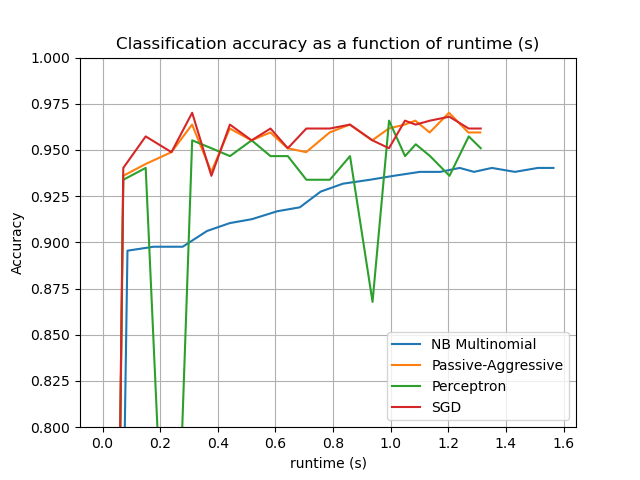 Classification accuracy as a function of runtime (s)
1.000
0.975
0.950
0.925
0.900
0.875
0.850
0.825
0.800
Accuracy
NB Multinomial
Passive-Aggressive
Perceptron
SGD
0.0 0.2 0.4 0.6 0.8 1.0 1.2 1.4 1.6
runtime (s)